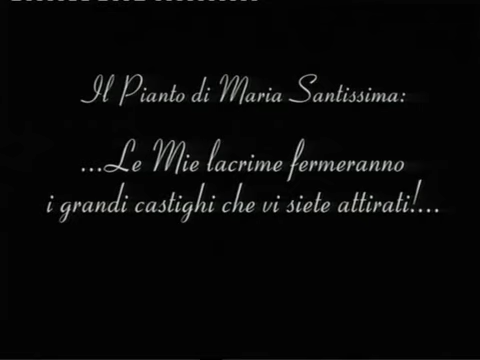 Il Pianto di Maria Santissima:
...Le Mie lacrime fermeranno
i grandi castighi che vi siete attirati!...